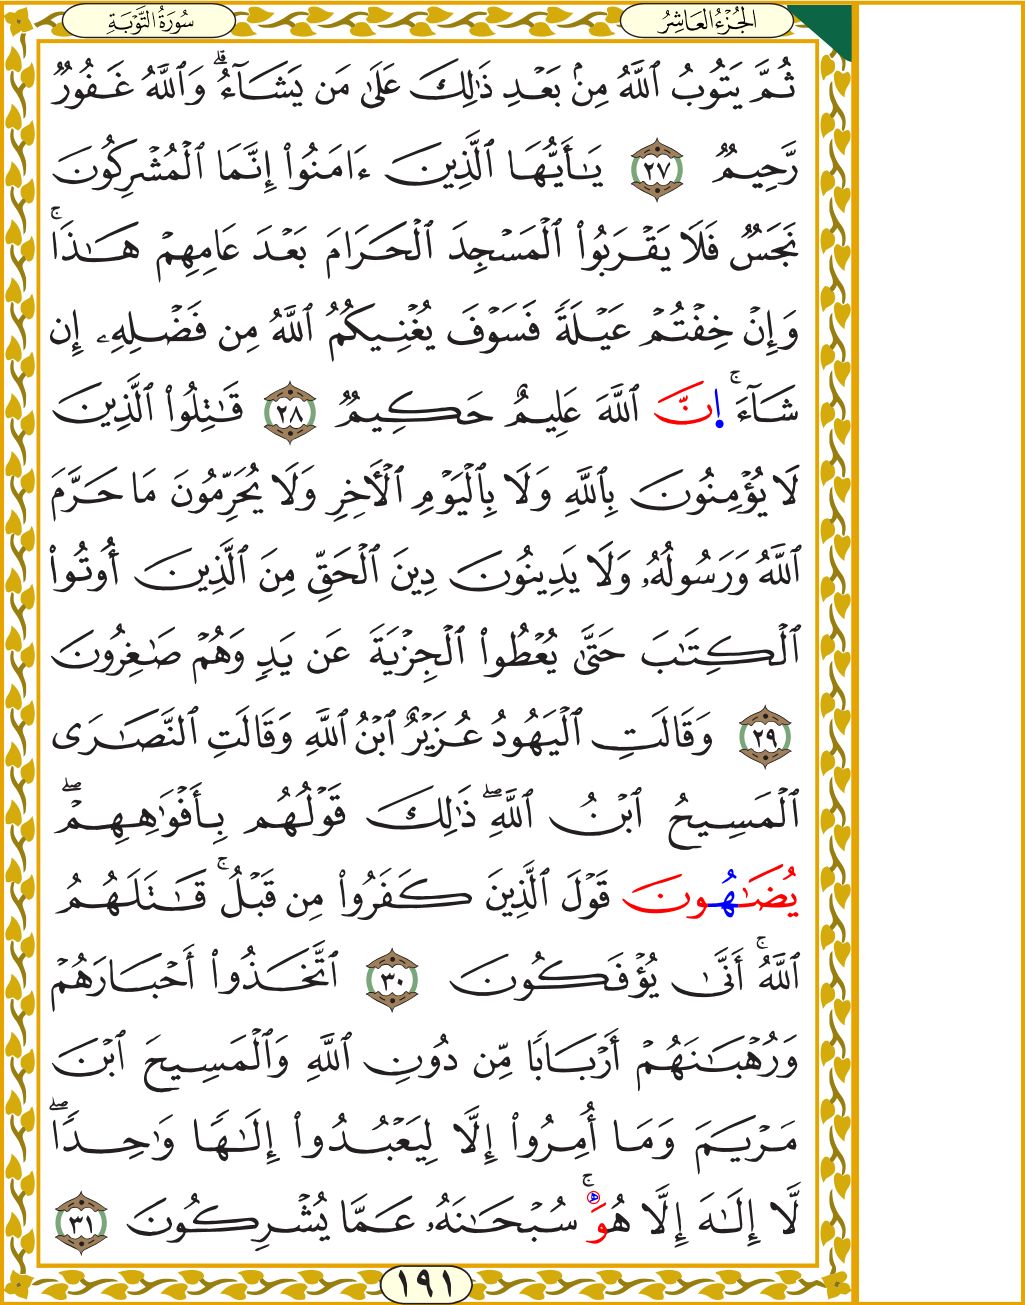 سُورَةُ التَّوْبَةِ
الجُزْءُ العَاشِرُ
ثُمَّ يَتُوبُ ٱللَّهُ مِنۢ بَعْدِ ذَٰلِكَ عَلَىٰ مَن يَشَآءُ ۗ وَٱللَّهُ غَفُورٌ
رَّحِيمٌ ٢٧ يَـٰٓأَيُّهَا ٱلَّذِينَ ءَامَنُوا۟ إِنَّمَا ٱلْمُشْرِكُونَ
نَجَسٌ فَلَا يَقْرَبُوا۟ ٱلْمَسْجِدَ ٱلْحَرَامَ بَعْدَ عَامِهِمْ هَـٰذَا ۚ
وَإِنْ خِفْتُمْ عَيْلَةً فَسَوْفَ يُغْنِيكُمُ ٱللَّهُ مِن فَضْلِهِۦ إِن
شَآءَ ۚ اِنَّ ٱللَّهَ عَلِيمٌ حَكِيمٌ ٢٨ قَـٰتِلُوا۟ ٱلَّذِينَ
لَا يُؤْمِنُونَ بِٱللَّهِ وَلَا بِٱلْيَوْمِ ٱلْـَٔاخِرِ وَلَا يُحَرِّمُونَ مَا حَرَّمَ
ٱللَّهُ وَرَسُولُهُۥ وَلَا يَدِينُونَ دِينَ ٱلْحَقِّ مِنَ ٱلَّذِينَ أُوتُوا۟
ٱلْكِتَـٰبَ حَتَّىٰ يُعْطُوا۟ ٱلْجِزْيَةَ عَن يَدٍ وَهُمْ صَـٰغِرُونَ
٢٩ وَقَالَتِ ٱلْيَهُودُ عُزَيْرٌ ٱبْنُ ٱللَّهِ وَقَالَتِ ٱلنَّصَـٰرَى
ٱلْمَسِيحُ ٱبْنُ ٱللَّهِ ۖ ذَٰلِكَ قَوْلُهُم بِأَفْوَٰهِهِمْ ۖ
يُضَـٰهُونَ قَوْلَ ٱلَّذِينَ كَفَرُوا۟ مِن قَبْلُ ۚ قَـٰتَلَهُمُ
ٱللَّهُ ۚ أَنَّىٰ يُؤْفَكُونَ ٣٠ ٱتَّخَذُوٓا۟ أَحْبَارَهُمْ
وَرُهْبَـٰنَهُمْ أَرْبَابًا مِّن دُونِ ٱللَّهِ وَٱلْمَسِيحَ ٱبْنَ
مَرْيَمَ وَمَآ أُمِرُوٓا۟ إِلَّا لِيَعْبُدُوٓا۟ إِلَـٰهًا وَٰحِدًا ۖ
لَّآ إِلَـٰهَ إِلَّا هُوَ ۚ سُبْحَـٰنَهُۥ عَمَّا يُشْرِكُونَ ٣١
١٩١